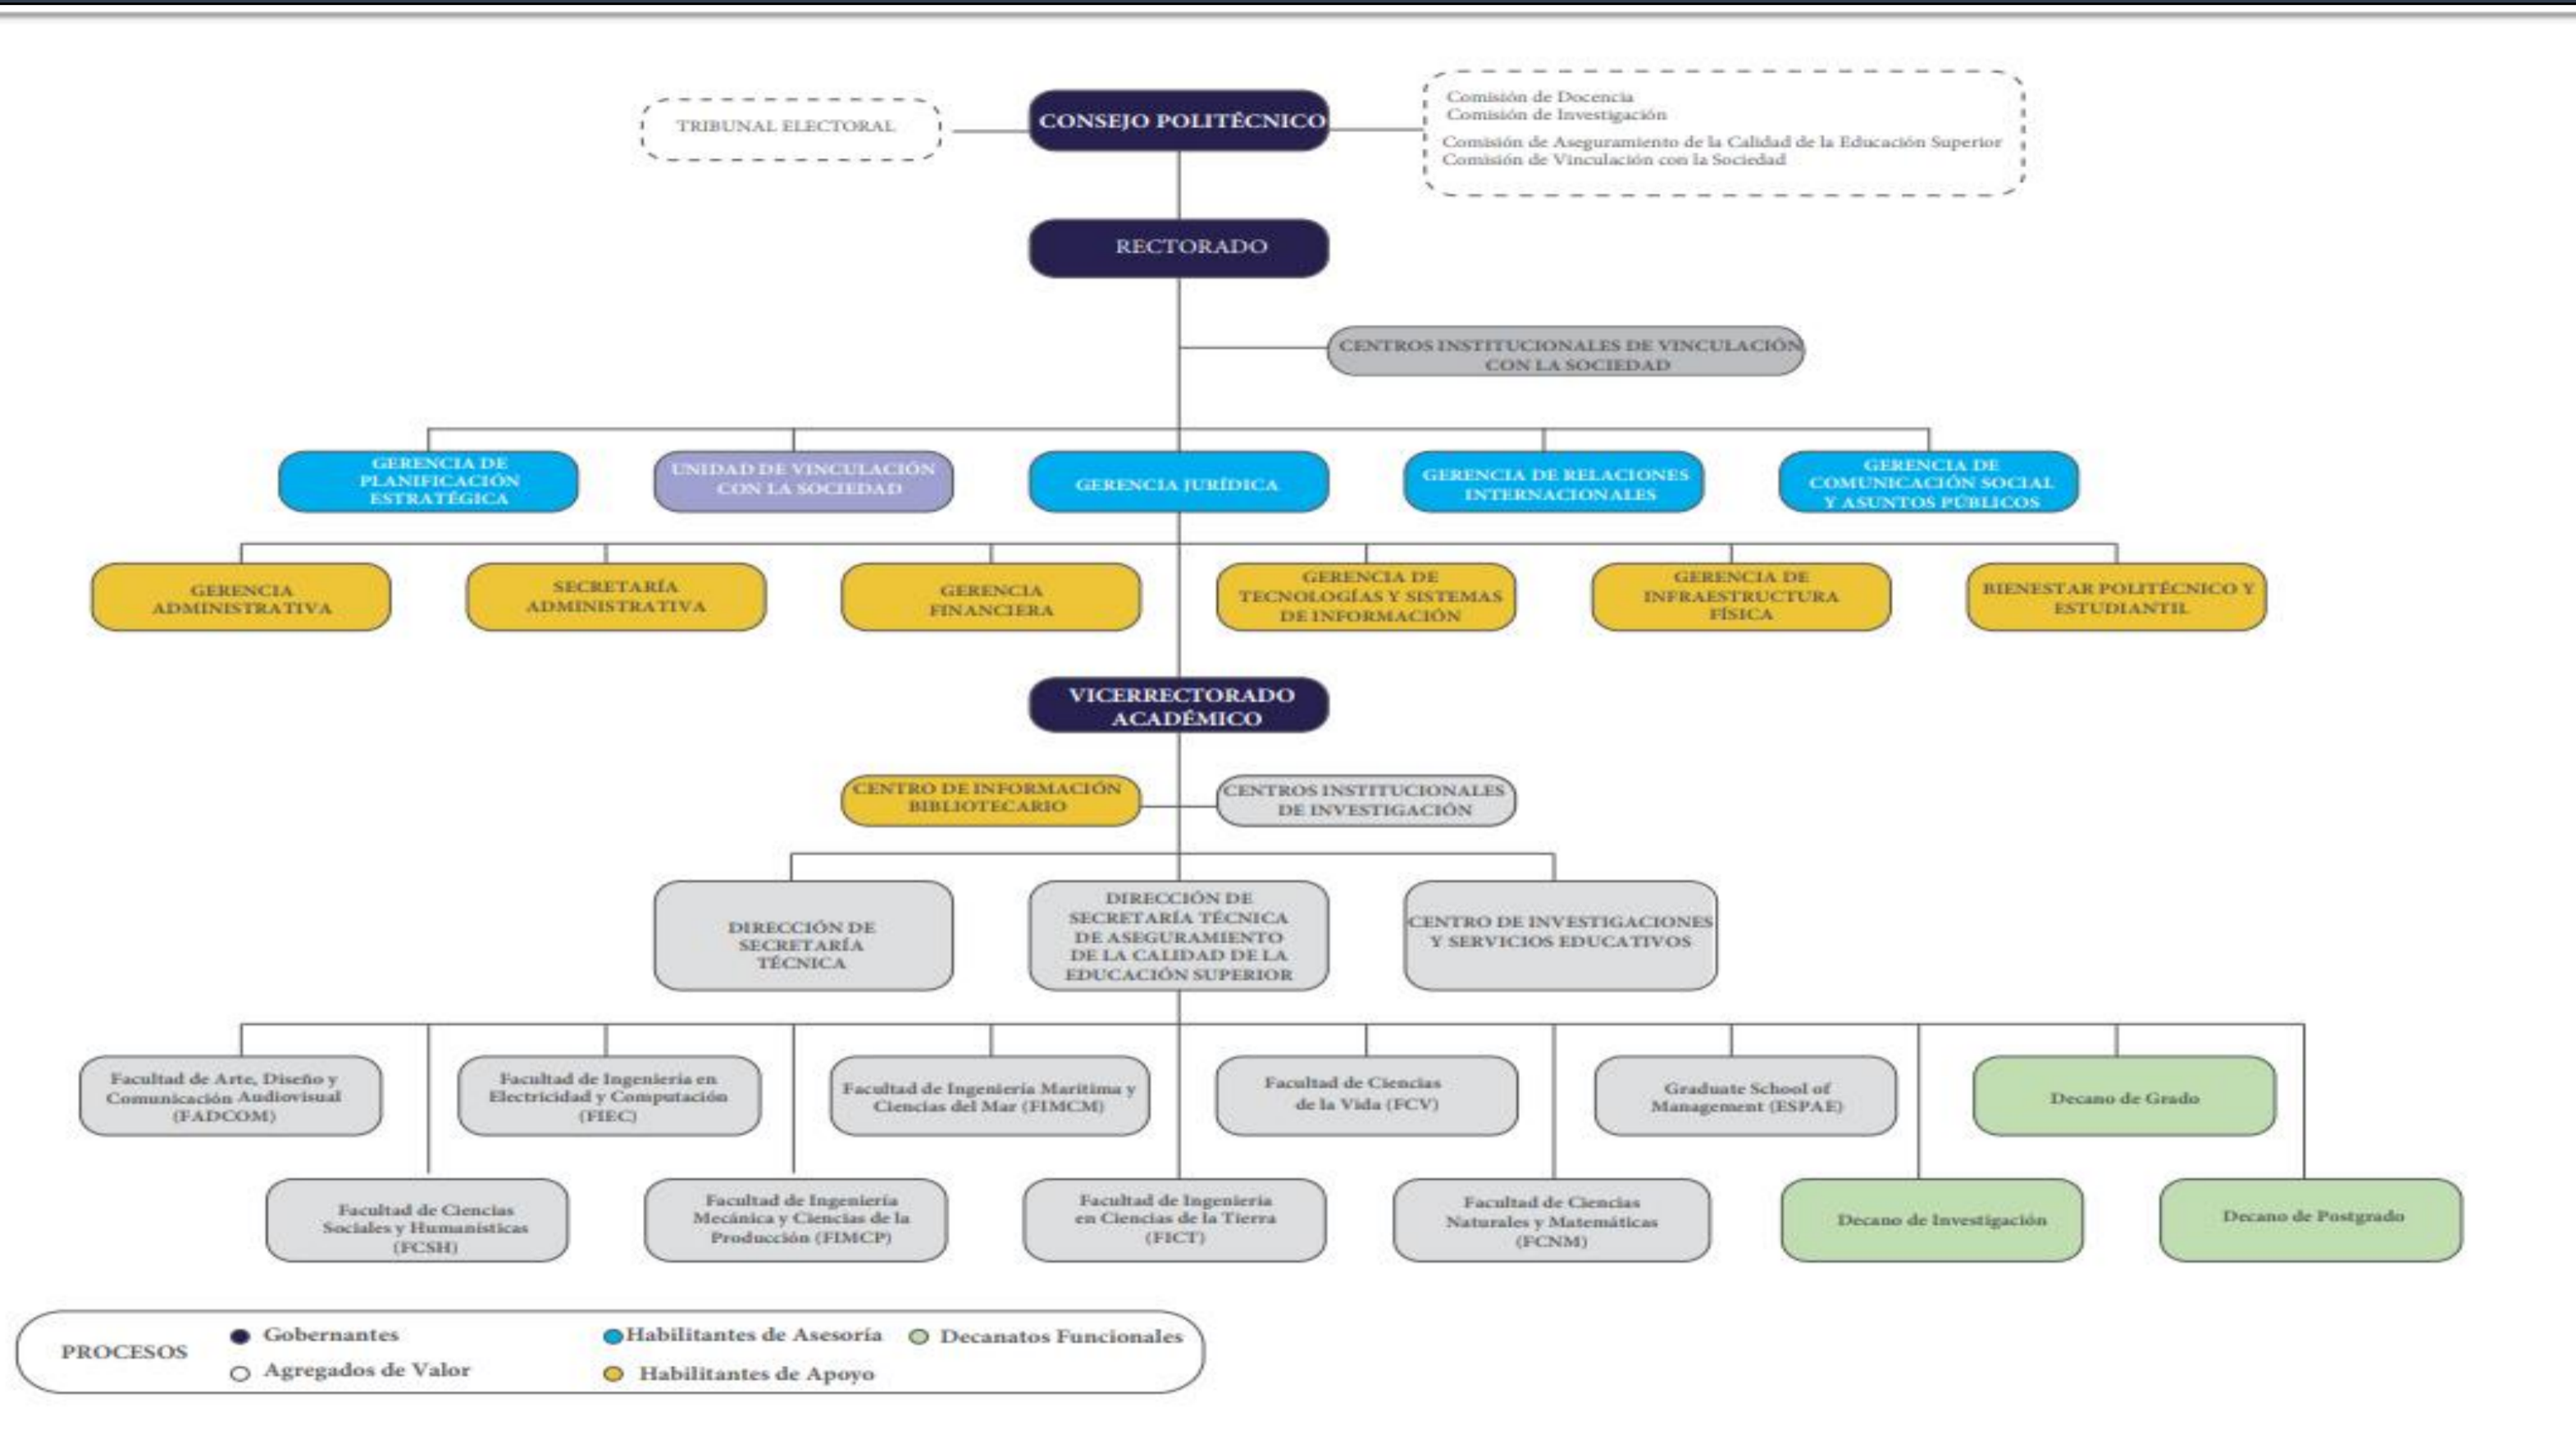 TRIBUNAL ELECTORAL
CONSEJO POLITÉCNICO
Comisión de Docencia
Comisión de Investigación
Comisión de Aseguramiento de la Calidad de la Educación Superior
Comisión de Vinculación con la Sociedad
RECTORADO
CENTROS INSTITUCIONALES DE VINCULACIÓN
CON LA SOCIEDAD
GERENCIA DE
PLANIFICACIÓN
ESTRATÉGICA
UNIDAD DE VINCULACIÓN
CON LA SOCIEDAD
GERENCIA JURÍDICA
GERENCIA DE RELACIONES
INTERNACIONALES
GERENCIA DE
COMUNICACIÓN SOCIAL
Y ASUNTOS PÚBLICOS
GERENCIA
ADMINISTRATIVA
SECRETARÍA
ADMINISTRATIVA
GERENCIA
FINANCIERA
GERENCIA DE
TECNOLOGÍAS Y SISTEMAS
DE INFORMACIÓN
GERENCIA DE
INFRAESTRUCTURA
FÍSICA
BIENESTAR POLITÉCNICO Y
ESTUDIANTIL
VICERRECTORADO
ACADÉMICO
CENTRO DE INFORMACIÓN
BIBLIOTECARIO
CENTROS INSTITUCIONALES
DE INVESTIGACIÓN
DIRECCIÓN DE
SECRETARÍA
TÉCNICA
DIRECCIÓN DE
SECRETARÍA TÉCNICA
DE ASEGURAMIENTO
DE LA CALIDAD DE LA
EDUCACIÓN SUPERIOR
CENTRO DE INVESTIGACIONES
Y SERVICIOS EDUCATIVOS
Facultad de Arte, Diseño y
Comunicación Audiovisual
(FADCOM)
Facultad de Ingeniería en
Electricidad y Computación
(FIEC)
Facultad de Ingeniería Marítima y
Ciencias del Mar (FIMCM)
Facultad de Ciencias
de la Vida (FCV)
Graduate School of
Management (ESPAE)
Decano de Grado
Facultad de Ciencias
Sociales y Humanísticas
(FCSH)
Facultad de Ingeniería
Mecánica y Ciencias de la
Producción (FIMCP)
Facultad de Ingeniería
en Ciencias de la Tierra
(FICT)
Facultad de Ciencias
Naturales y Matemáticas
(FCNM)
Decano de Investigación
Decano de Postgrado
PROCESOS
Gobernantes
Habilitantes de Asesoría
Decanatos Funcionales
Agregados de Valor
Habilitantes de Apoyo